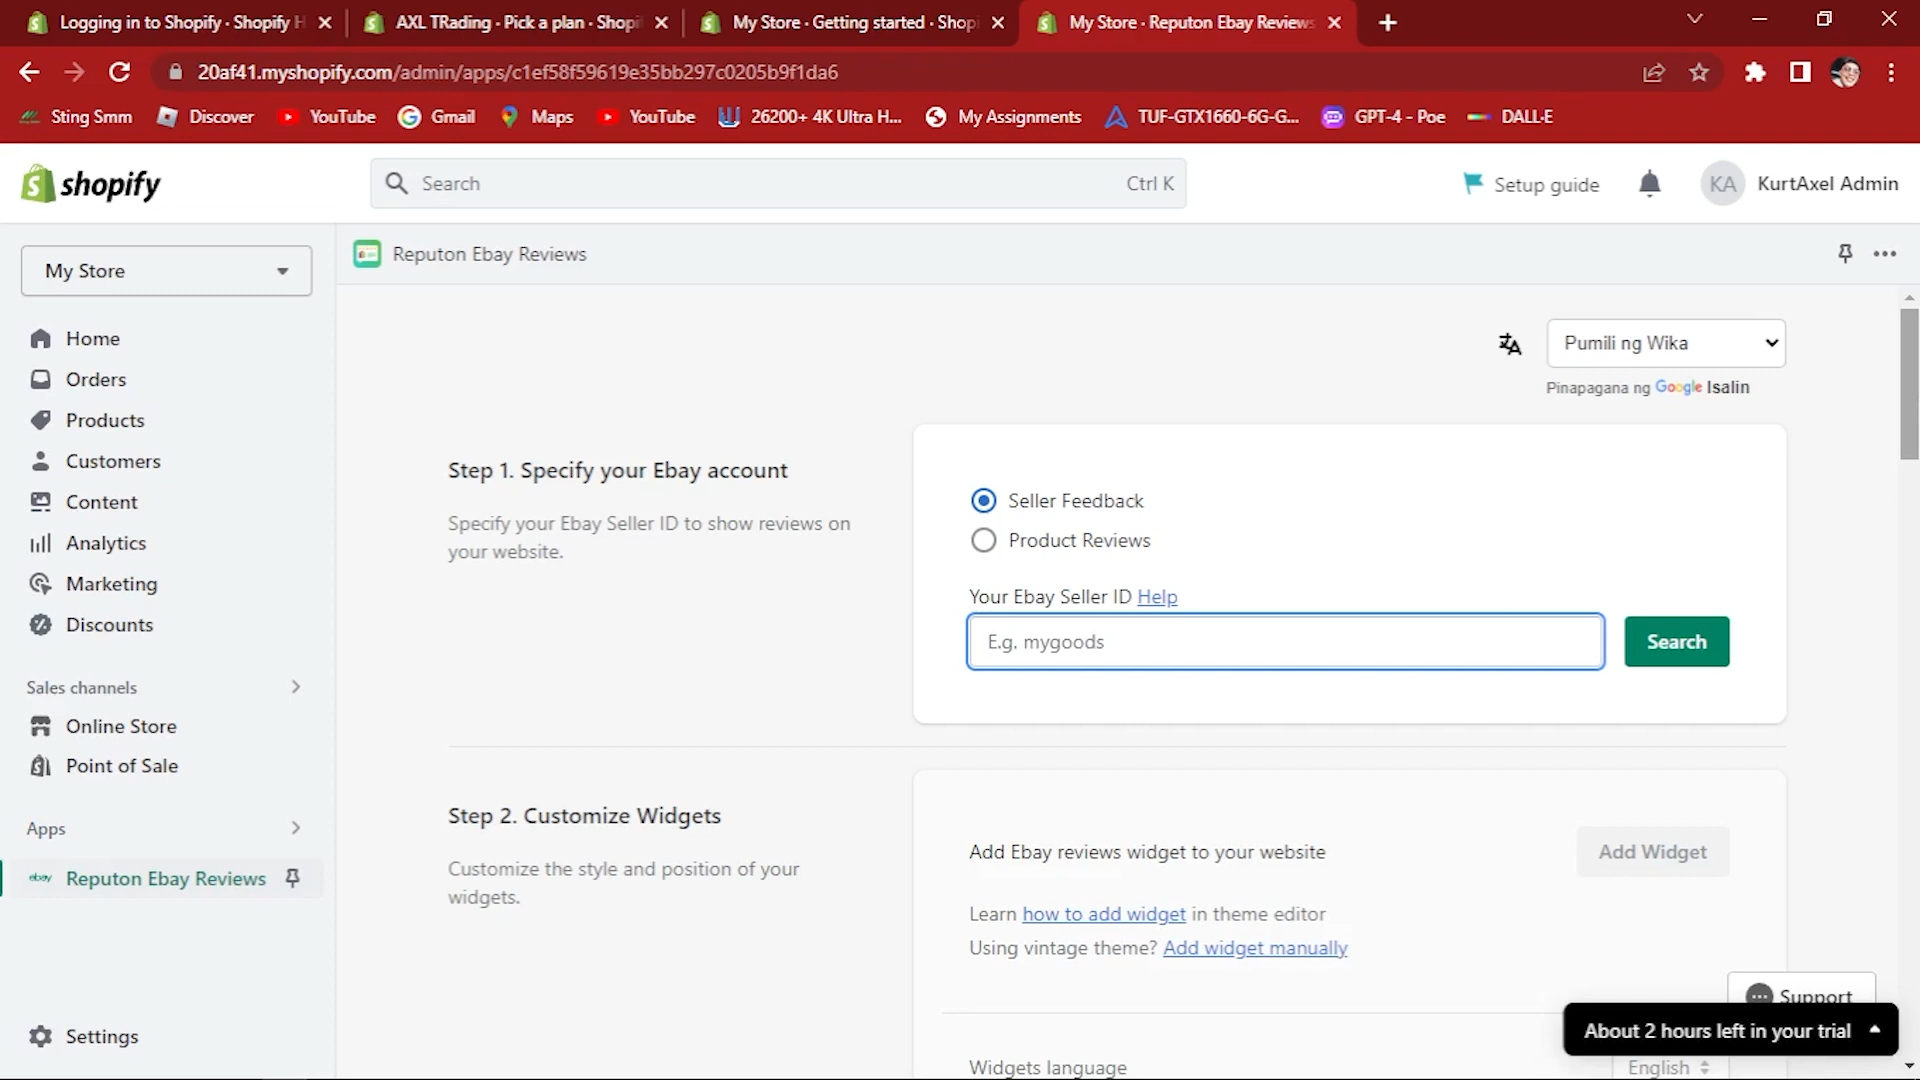 Logging in to Shopify · Shopify H
AXL TRading · Pick a plan · Shopi
My Store · Getting started · Shop
My Store · Reputon Ebay Reviews
20af41.myshopify.com/admin/apps/c1ef58f59619e35bb297c0205b9f1da6
Sting Smm
Discover
YouTube
Gmail
Maps
YouTube
26200+ 4K Ultra H...
My Assignments
TUF-GTX1660-6G-G...
GPT-4 - Poe
DALL·E
shopify
Search
Ctrl K
Setup guide
KA
KurtAxel Admin
My Store
Reputon Ebay Reviews
Home
Orders
Products
Customers
Content
Analytics
Marketing
Discounts
Sales channels
Online Store
Point of Sale
Apps
ebay
Reputon Ebay Reviews
Settings
Pumili ng Wika
Pinapagana ng Google Isalin
Step 1. Specify your Ebay account
Specify your Ebay Seller ID to show reviews on
your website.
Seller Feedback
Product Reviews
Your Ebay Seller ID Help
E.g. mygoods
Search
Step 2. Customize Widgets
Customize the style and position of your
widgets.
Add Ebay reviews widget to your website
Add Widget
Learn how to add widget in theme editor
Using vintage theme? Add widget manually
Support
About 2 hours left in your trial
Widgets language
English